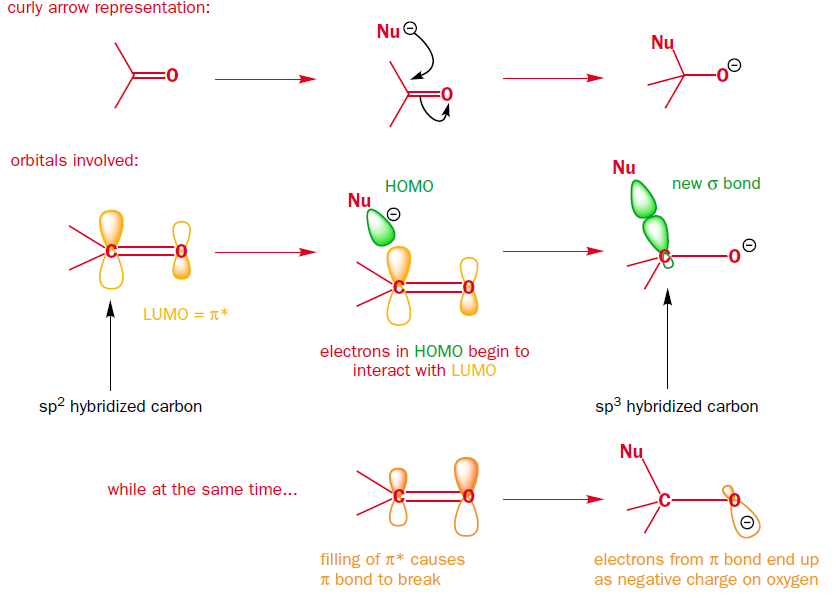 curly arrow representation:
Nu ⊖
O
O
Nu
O ⊖
orbitals involved:
HOMO
Nu ⊖
Nu
new σ bond
C O
C O
C O ⊖
LUMO = π*
electrons in HOMO begin to
interact with LUMO
sp² hybridized carbon
sp³ hybridized carbon
while at the same time...
C O
Nu
C O
⊖
filling of π* causes
π bond to break
electrons from π bond end up
as negative charge on oxygen